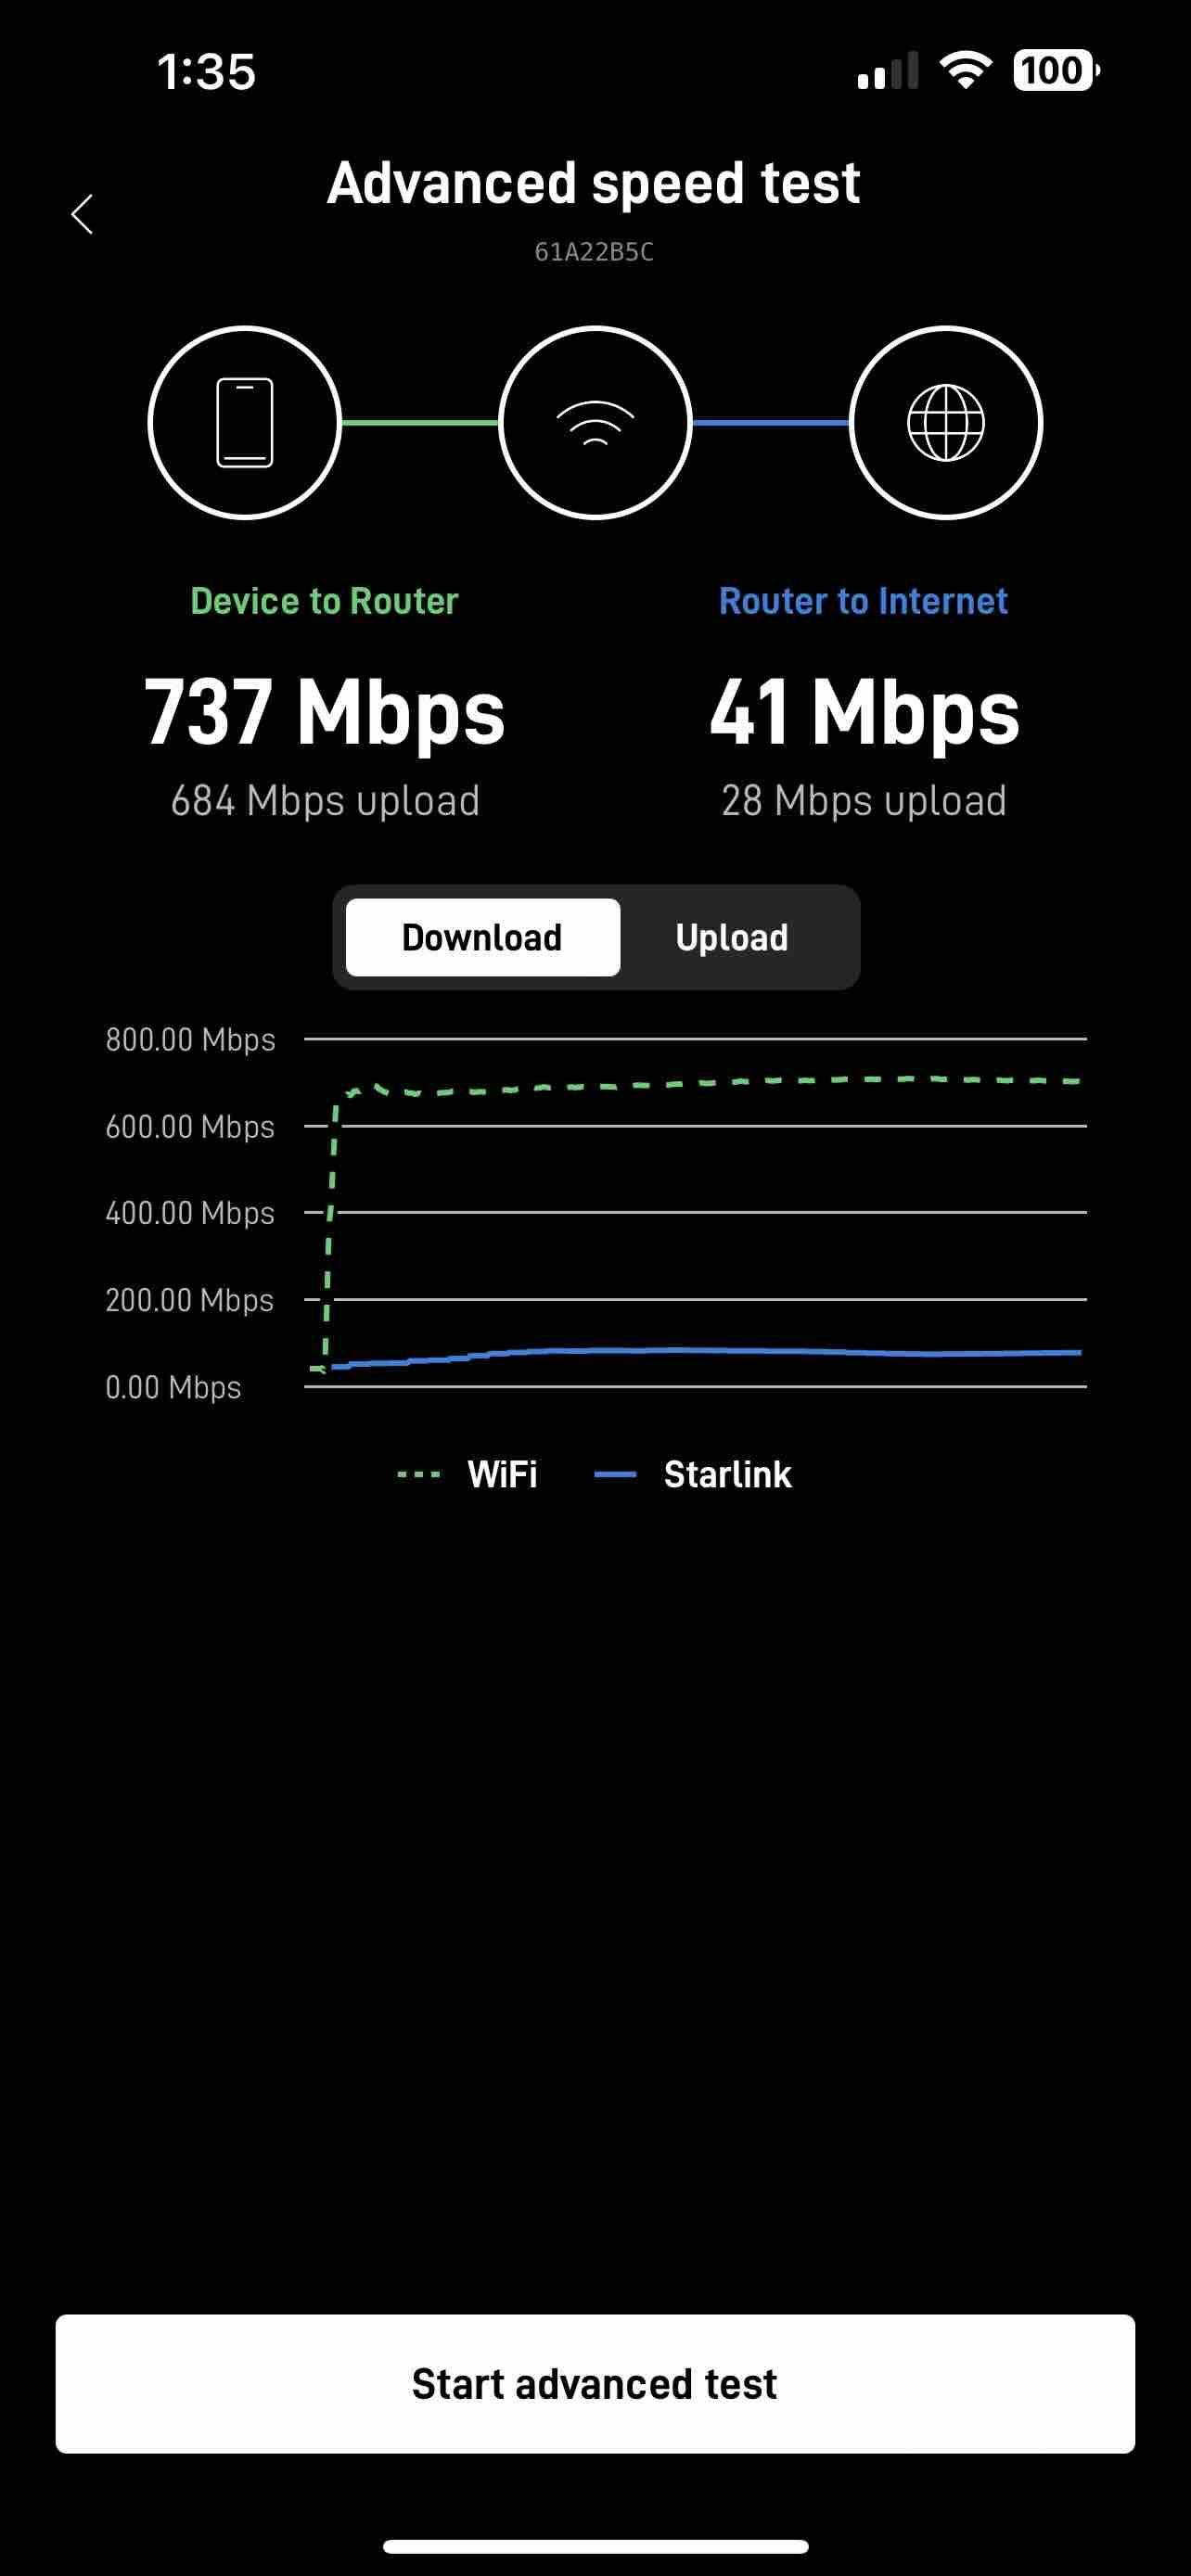 1:35
100
Advanced speed test
61A22B5C
Device to Router
Router to Internet
737 Mbps
41 Mbps
684 Mbps upload
28 Mbps upload
Download
Upload
800.00 Mbps
600.00 Mbps
400.00 Mbps
200.00 Mbps
0.00 Mbps
WiFi
Starlink
Start advanced test